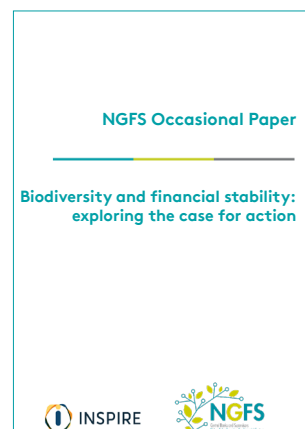 NGFS Occasional Paper
Biodiversity and financial stability:
exploring the case for action
INSPIRE
NGFS